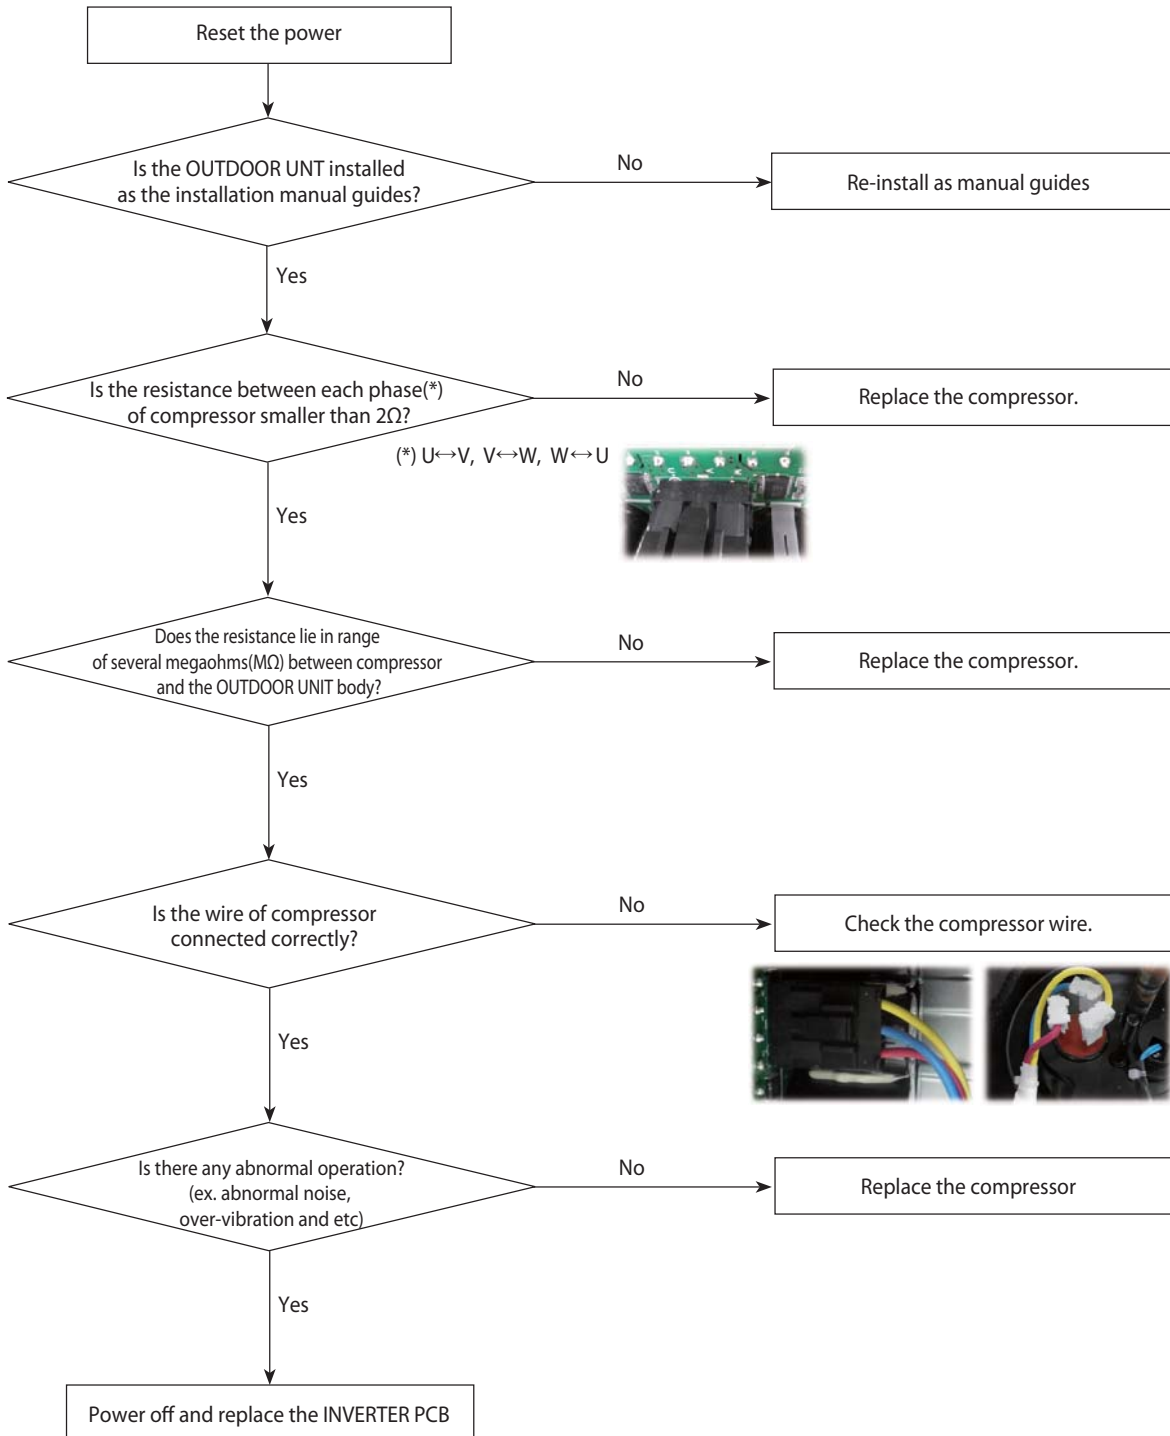 Reset the power
Is the OUTDOOR UNT installed
as the installation manual guides?
No
Re-install as manual guides
Yes
Is the resistance between each phase(*)
of compressor smaller than 2Ω?
No
Replace the compressor.
(*) U↔V, V↔W, W↔U
Yes
Does the resistance lie in range
of several megaohms(MΩ) between compressor
and the OUTDOOR UNIT body?
No
Replace the compressor.
Yes
Is the wire of compressor
connected correctly?
No
Check the compressor wire.
Yes
Is there any abnormal operation?
(ex. abnormal noise,
over-vibration and etc)
No
Replace the compressor
Yes
Power off and replace the INVERTER PCB